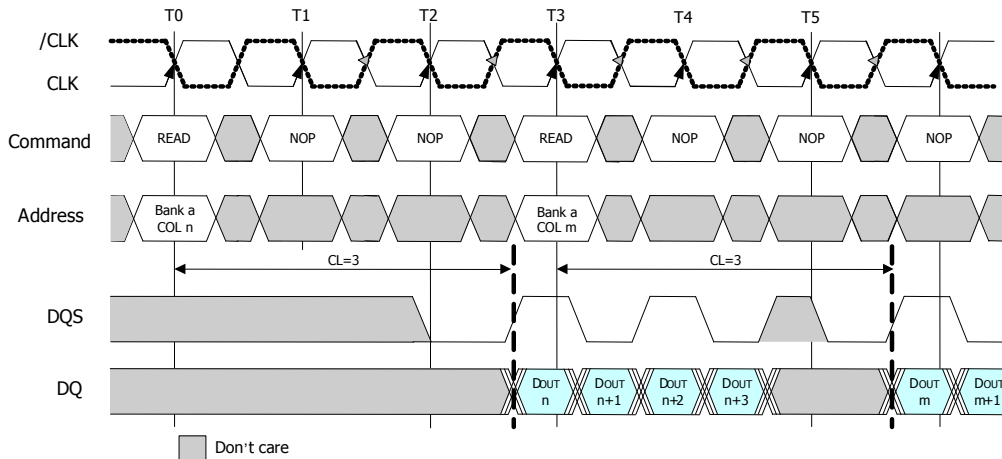 T0 T1 T2 T3 T4 T5
/CLK
CLK
Command READ NOP NOP READ NOP NOP NOP
Address Bank a COL n Bank a COL m
CL=3 CL=3
DQS
DQ DOUT n DOUT n+1 DOUT n+2 DOUT n+3 DOUT m DOUT m+1
Don't care